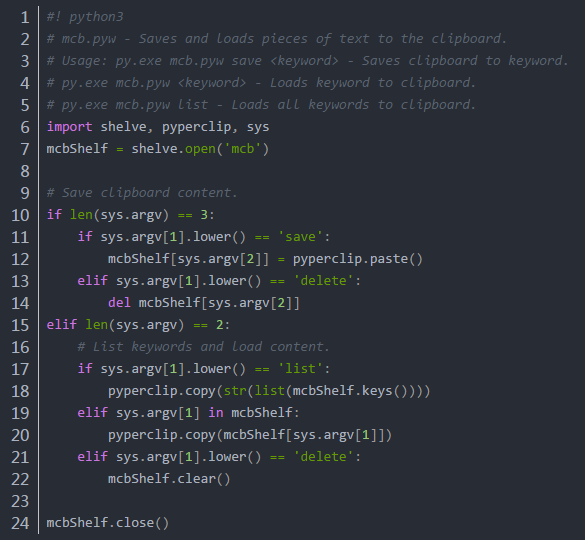 1 #! python3
2 # mcb.pyw - Saves and loads pieces of text to the clipboard.
3 # Usage: py.exe mcb.pyw save <keyword> - Saves clipboard to keyword.
4 # py.exe mcb.pyw <keyword> - Loads keyword to clipboard.
5 # py.exe mcb.pyw list - Loads all keywords to clipboard.
6 import shelve, pyperclip, sys
7 mcbShelf = shelve.open('mcb')
8
9 # Save clipboard content.
10 if len(sys.argv) == 3:
11     if sys.argv[1].lower() == 'save':
12         mcbShelf[sys.argv[2]] = pyperclip.paste()
13     elif sys.argv[1].lower() == 'delete':
14         del mcbShelf[sys.argv[2]]
15 elif len(sys.argv) == 2:
16     # List keywords and load content.
17     if sys.argv[1].lower() == 'list':
18         pyperclip.copy(str(list(mcbShelf.keys())))
19     elif sys.argv[1] in mcbShelf:
20         pyperclip.copy(mcbShelf[sys.argv[1]])
21     elif sys.argv[1].lower() == 'delete':
22         mcbShelf.clear()
23
24 mcbShelf.close()